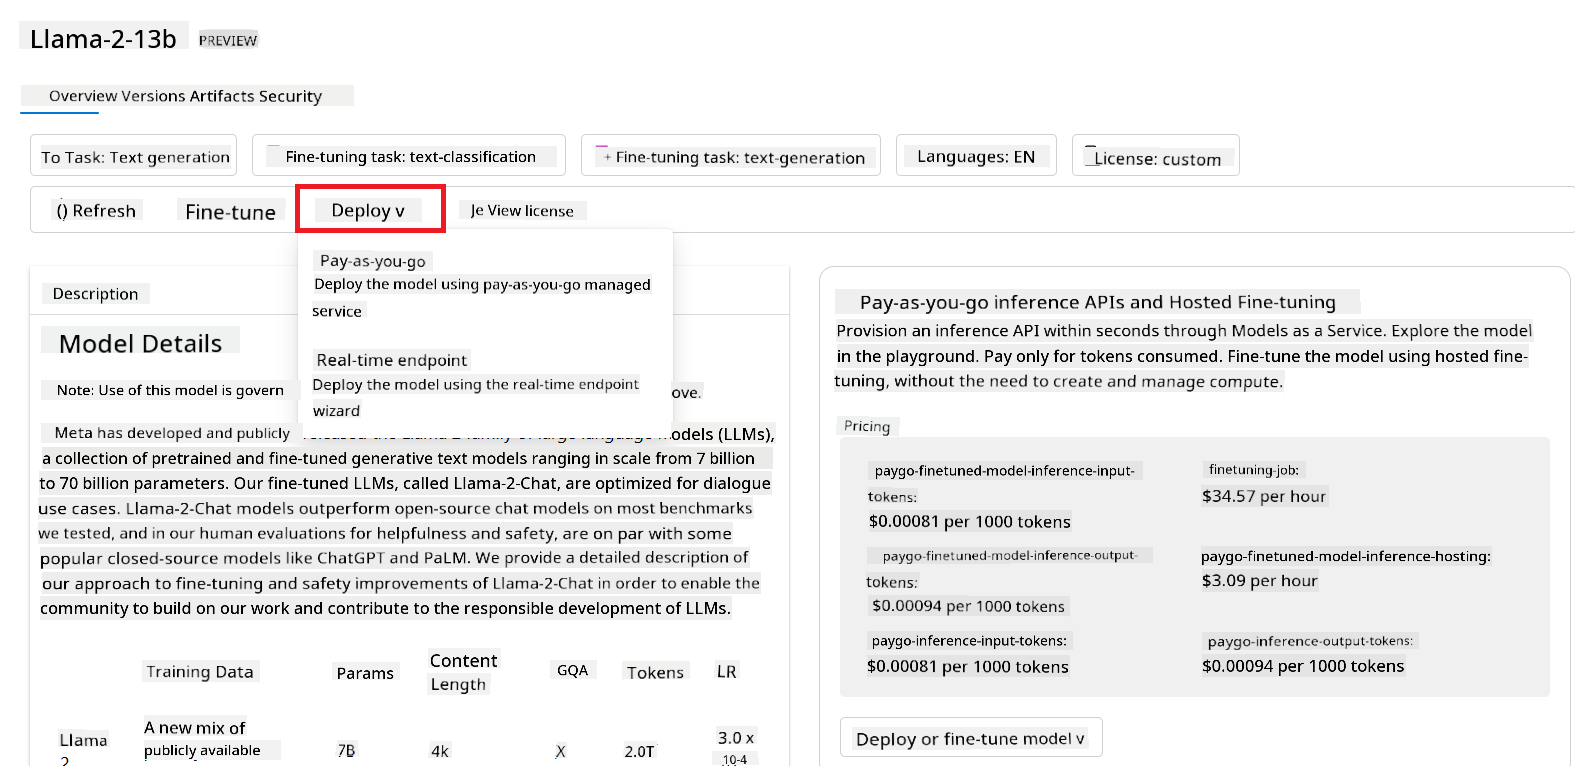 Llama-2-13b PREVIEW
Overview Versions Artifacts Security
To Task: Text generation
Fine-tuning task: text-classification
+ Fine-tuning task: text-generation
Languages: EN
License: custom
() Refresh
Fine-tune
Deploy v
Je View license
Pay-as-you-go
Deploy the model using pay-as-you-go managed
service
Real-time endpoint
Deploy the model using the real-time endpoint
wizard
Description
Model Details
Note: Use of this model is govern
ove.
Meta has developed and publicly released the Llama 2 family of large language models (LLMs),
a collection of pretrained and fine-tuned generative text models ranging in scale from 7 billion
to 70 billion parameters. Our fine-tuned LLMs, called Llama-2-Chat, are optimized for dialogue
use cases. Llama-2-Chat models outperform open-source chat models on most benchmarks
we tested, and in our human evaluations for helpfulness and safety, are on par with some
popular closed-source models like ChatGPT and PaLM. We provide a detailed description of
our approach to fine-tuning and safety improvements of Llama-2-Chat in order to enable the
community to build on our work and contribute to the responsible development of LLMs.
Training Data
Params
Content
Length
GQA
Tokens
LR
Llama
2
A new mix of
publicly available
7B
4k
X
2.0T
3.0 x
10-4
Pay-as-you-go inference APIs and Hosted Fine-tuning
Provision an inference API within seconds through Models as a Service. Explore the model
in the playground. Pay only for tokens consumed. Fine-tune the model using hosted fine-
tuning, without the need to create and manage compute.
Pricing
paygo-finetuned-model-inference-input-
tokens:
$0.00081 per 1000 tokens
finetuning-job:
$34.57 per hour
paygo-finetuned-model-inference-output-
tokens:
$0.00094 per 1000 tokens
paygo-finetuned-model-inference-hosting:
$3.09 per hour
paygo-inference-input-tokens:
$0.00081 per 1000 tokens
paygo-inference-output-tokens:
$0.00094 per 1000 tokens
Deploy or fine-tune model v